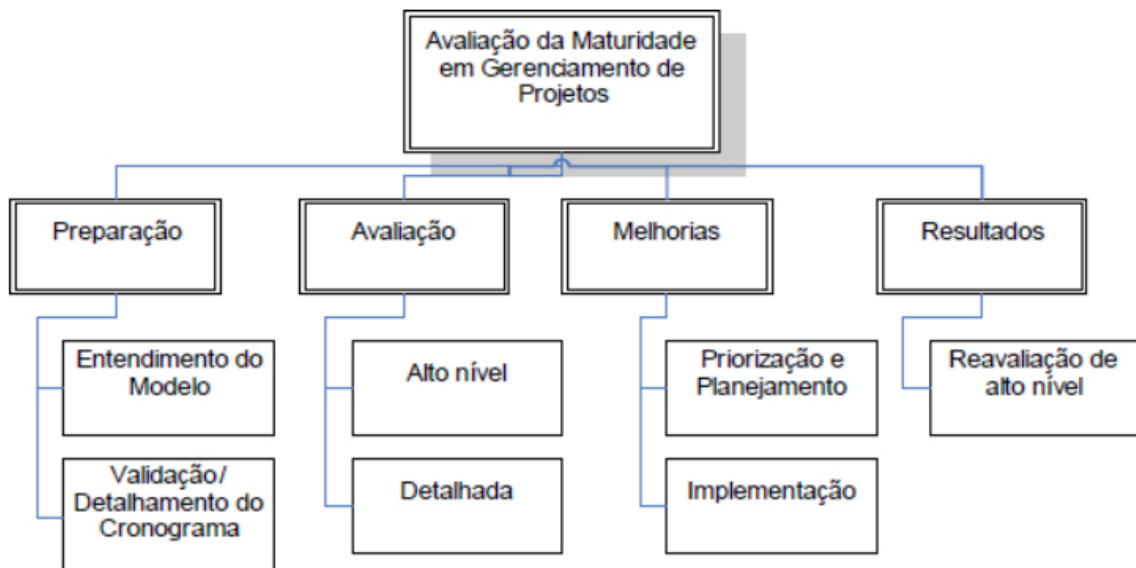 Avaliação da Maturidade
em Gerenciamento de
Projetos
Preparação
Avaliação
Melhorias
Resultados
Entendimento do
Modelo
Alto nível
Priorização e
Planejamento
Reavaliação de
alto nível
Validação/
Detalhamento do
Cronograma
Detalhada
Implementação